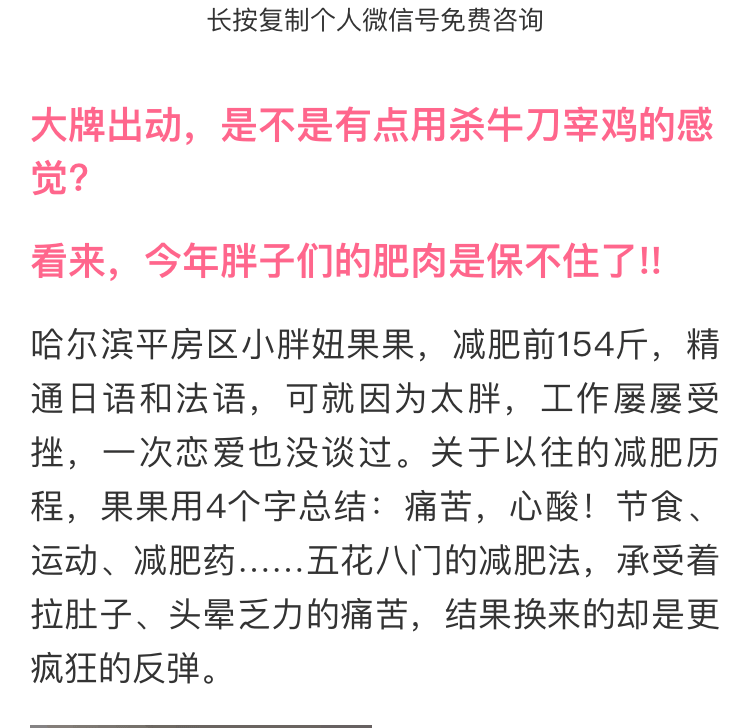 长按复制个人微信号免费咨询
大牌出动，是不是有点用杀牛刀宰鸡的感
觉？
看来，今年胖子们的肥肉是保不住了!!
哈尔滨平房区小胖妞果果，减肥前154斤，精
通日语和法语，可就因为太胖，工作屡屡受
挫，一次恋爱也没谈过。关于以往的减肥历
程，果果用4个字总结：痛苦，心酸！节食、
运动、减肥药……五花八门的减肥法，承受着
拉肚子、头晕乏力的痛苦，结果换来的却是更
疯狂的反弹。